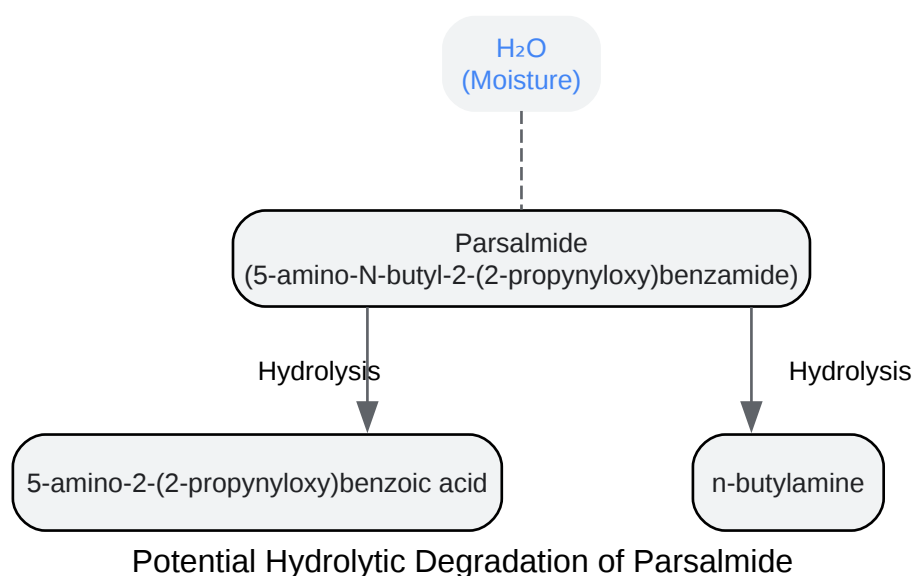 H₂O
(Moisture)
Parsalmide
(5-amino-N-butyl-2-(2-propynyloxy)benzamide)
Hydrolysis
Hydrolysis
5-amino-2-(2-propynyloxy)benzoic acid
n-butylamine
Potential Hydrolytic Degradation of Parsalmide